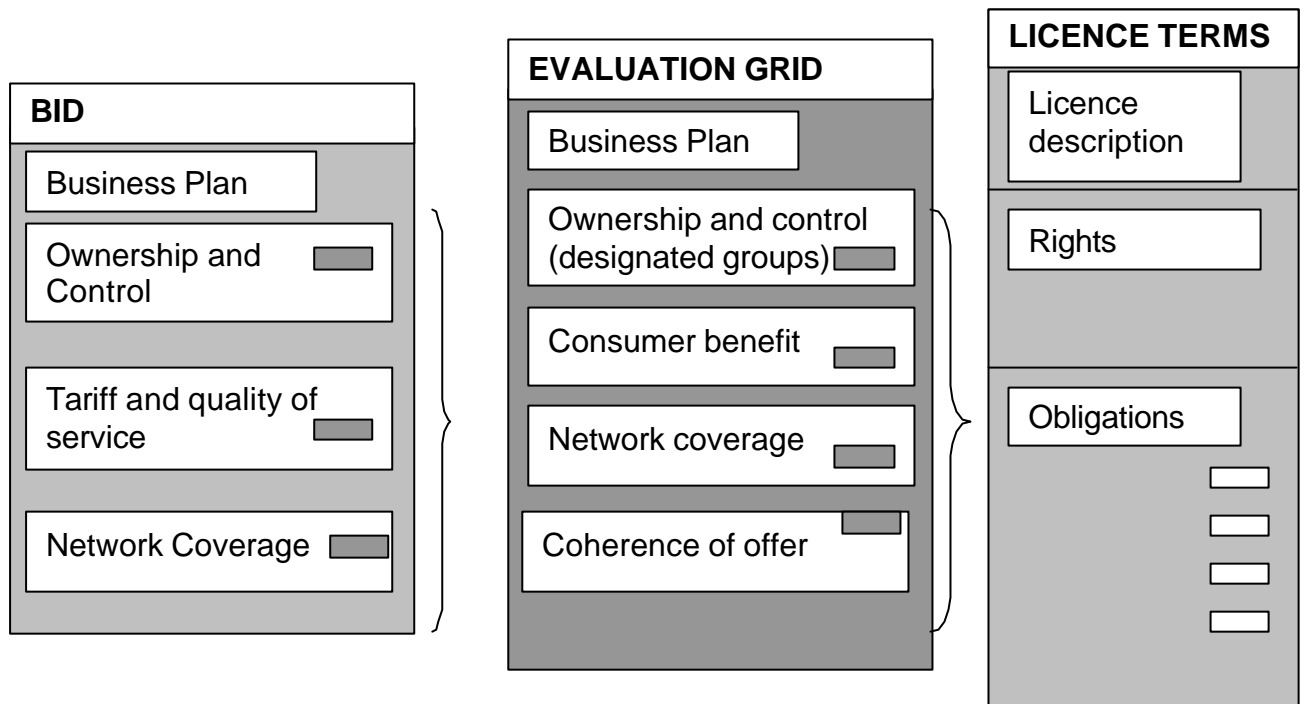 BID
Business Plan
Ownership and
Control
Tariff and quality of
service
Network Coverage
EVALUATION GRID
Business Plan
Ownership and control
(designated groups)
Consumer benefit
Network coverage
Coherence of offer
LICENCE TERMS
Licence
description
Rights
Obligations